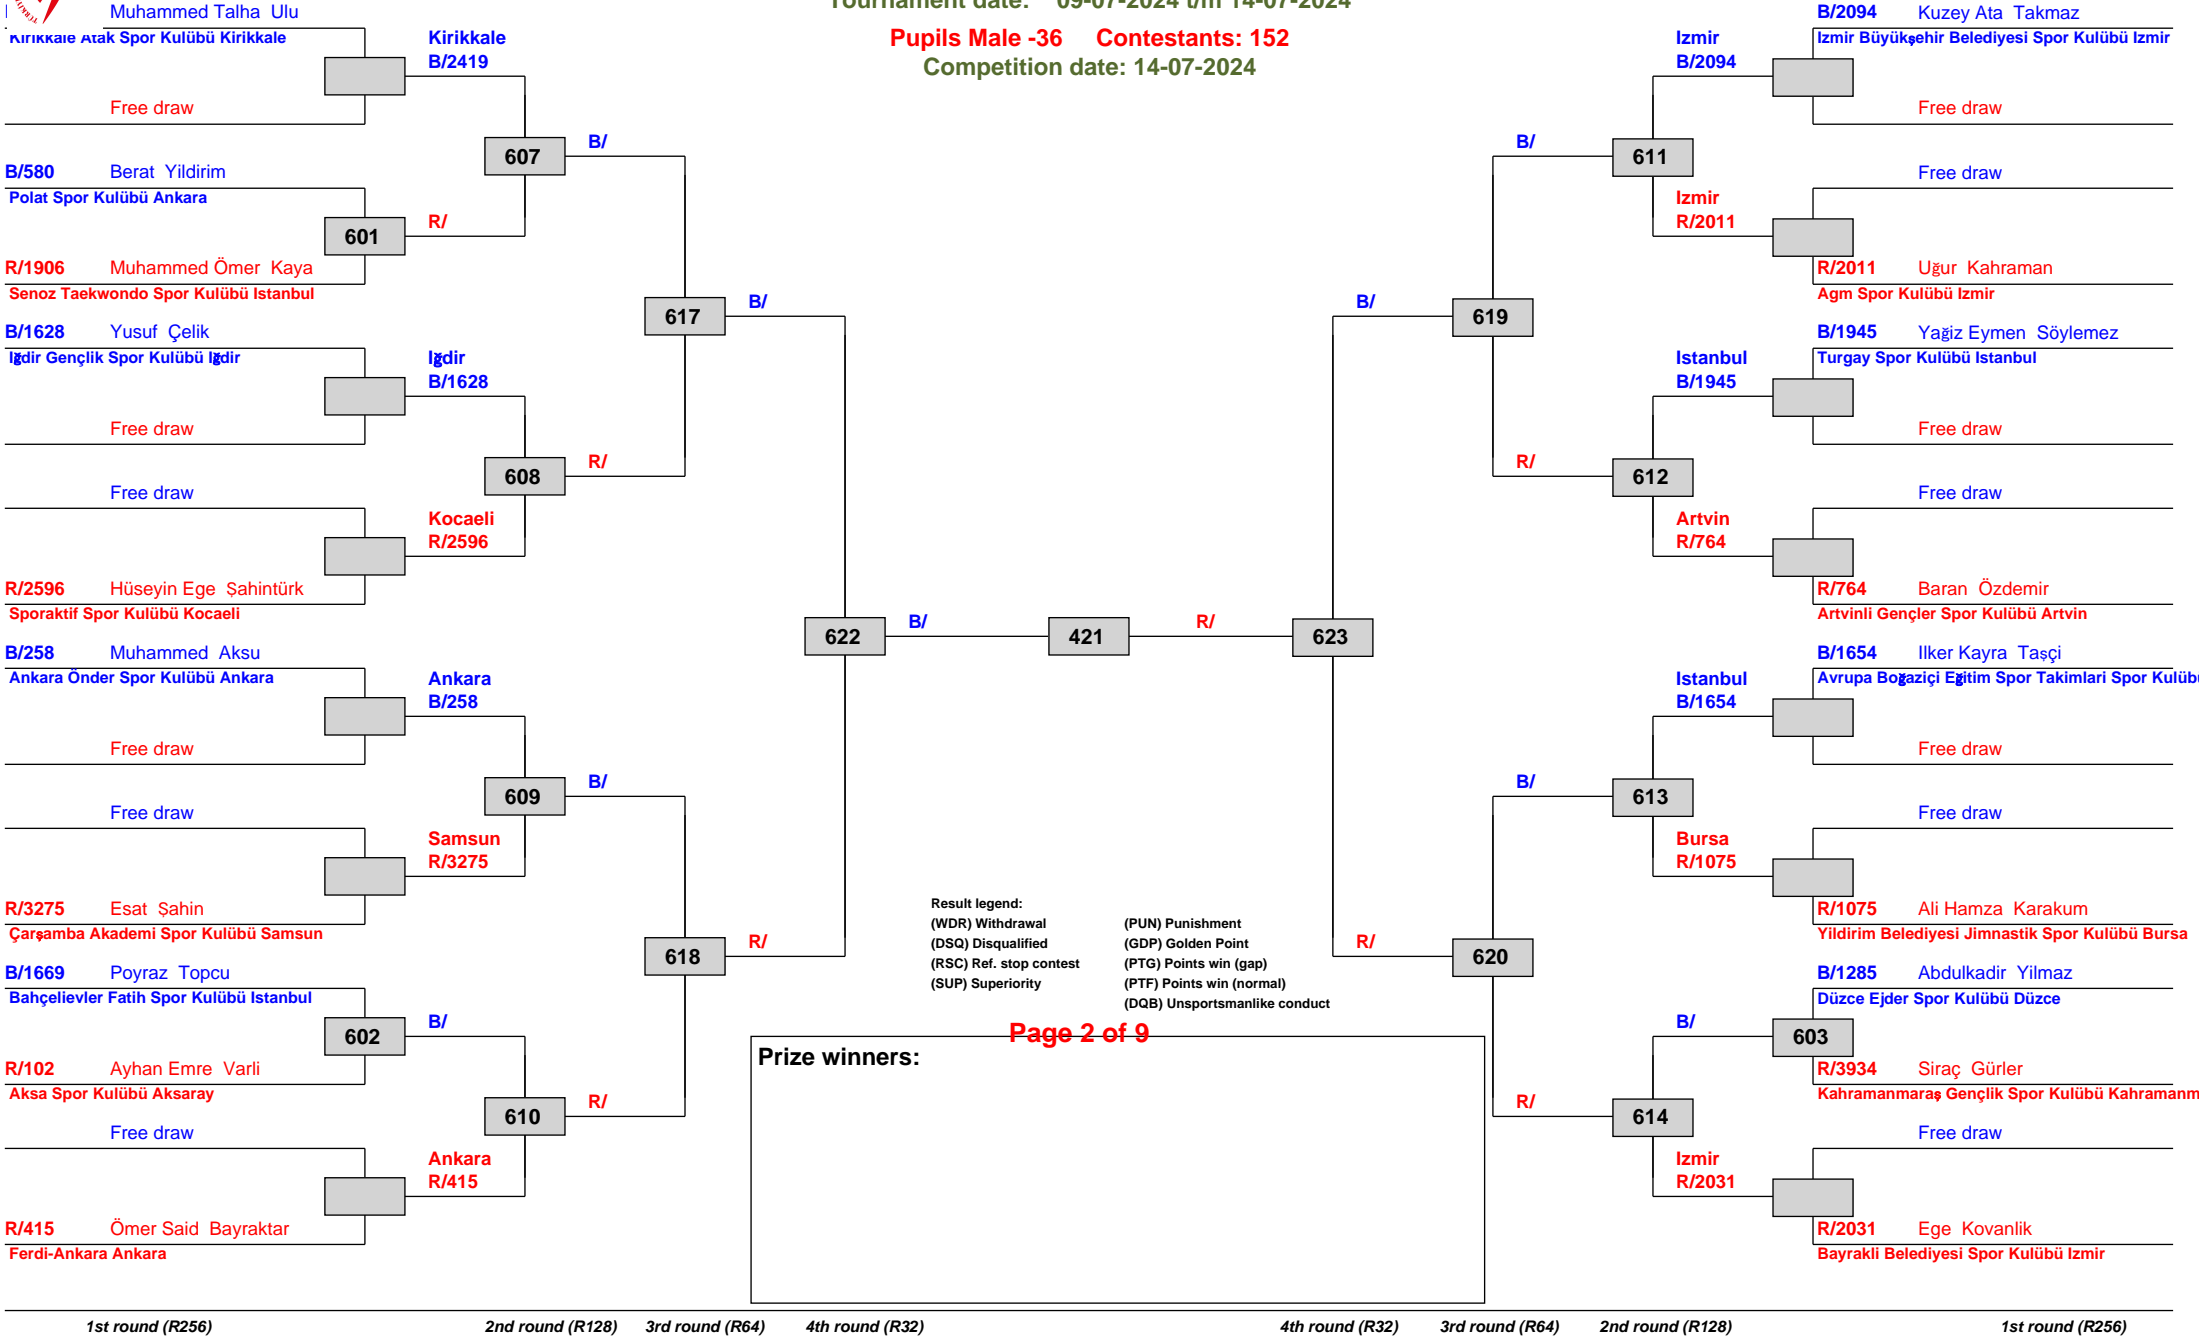 Tournament date: 09-07-2024 t/m 14-07-2024
Pupils Male -36 Contestants: 152
Competition date: 14-07-2024
Muhammed Talha Ulu
Kirikkale Atak Spor Kulübü Kirikkale
Kirikkale
B/2419
Free draw
607
B/
B/580 Berat Yildirim
Polat Spor Kulübü Ankara
601
R/
R/1906 Muhammed Ömer Kaya
Senoz Taekwondo Spor Kulübü Istanbul
617
B/
B/1628 Yusuf Çelik
Iğdir Gençlik Spor Kulübü Iğdir
Iğdir
B/1628
Free draw
608
R/
Free draw
Kocaeli
R/2596
R/2596 Hüseyin Ege Şahintürk
Sporaktif Spor Kulübü Kocaeli
622
B/
B/258 Muhammed Aksu
Ankara Önder Spor Kulübü Ankara
Ankara
B/258
Free draw
609
B/
Free draw
Samsun
R/3275
R/3275 Esat Şahin
Çarşamba Akademi Spor Kulübü Samsun
618
R/
B/1669 Poyraz Topcu
Bahçelievler Fatih Spor Kulübü Istanbul
602
B/
R/102 Ayhan Emre Varli
Aksa Spor Kulübü Aksaray
610
R/
Free draw
Ankara
R/415
R/415 Ömer Said Bayraktar
Ferdi-Ankara Ankara
421
R/
B/2094 Kuzey Ata Takmaz
Izmir Büyükşehir Belediyesi Spor Kulübü Izmir
Izmir
B/2094
Free draw
B/
611
Free draw
Izmir
R/2011
R/2011 Uğur Kahraman
Agm Spor Kulübü Izmir
B/
619
B/1945 Yağiz Eymen Söylemez
Turgay Spor Kulübü Istanbul
Istanbul
B/1945
Free draw
R/
612
Free draw
Artvin
R/764
R/764 Baran Özdemir
Artvinli Gençler Spor Kulübü Artvin
623
B/1654 Ilker Kayra Taşçi
Avrupa Boğaziçi Eğitim Spor Takimlari Spor Kulüb
Istanbul
B/1654
Free draw
B/
613
Free draw
Bursa
R/1075
R/1075 Ali Hamza Karakum
Yildirim Belediyesi Jimnastik Spor Kulübü Bursa
R/
620
B/1285 Abdulkadir Yilmaz
Düzce Ejder Spor Kulübü Düzce
B/
603
R/3934 Siraç Gürler
Kahramanmaraş Gençlik Spor Kulübü Kahramanm
R/
614
Free draw
Izmir
R/2031
R/2031 Ege Kovanlik
Bayrakli Belediyesi Spor Kulübü Izmir
Result legend:
(WDR) Withdrawal (PUN) Punishment
(DSQ) Disqualified (GDP) Golden Point
(RSC) Ref. stop contest (PTG) Points win (gap)
(SUP) Superiority (PTF) Points win (normal)
(DQB) Unsportsmanlike conduct
Page 2 of 9
Prize winners:
1st round (R256) 2nd round (R128) 3rd round (R64) 4th round (R32) 4th round (R32) 3rd round (R64) 2nd round (R128) 1st round (R256)